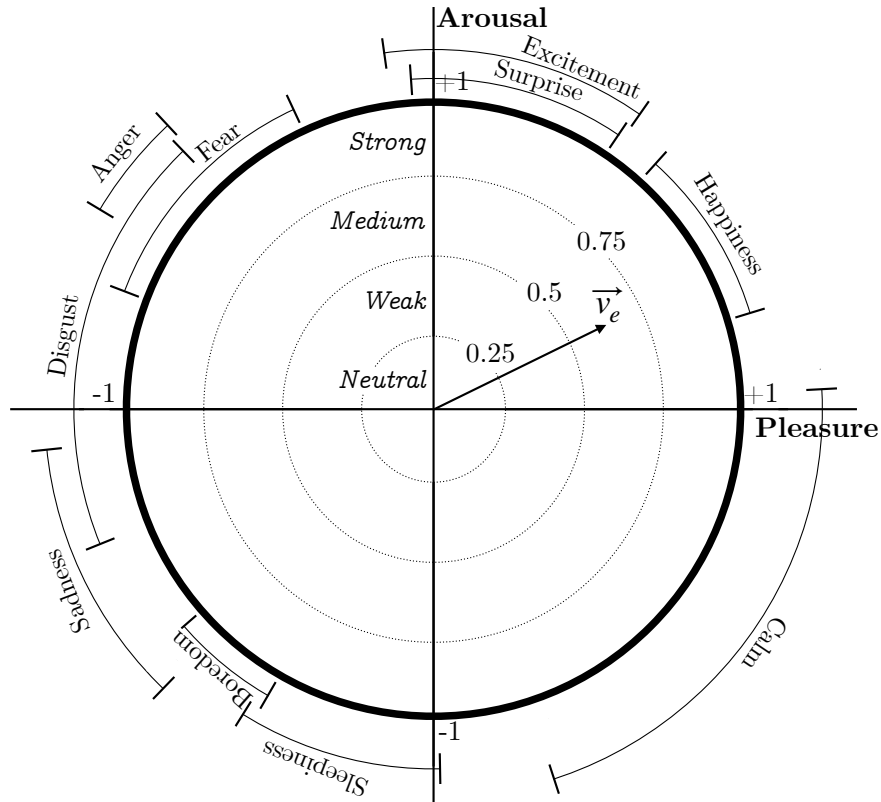 Arousal
Excitement
Surprise
+1
Anger
Fear
Strong
Happiness
Medium
0.75
Weak
0.5
v_e
Disgust
0.25
Neutral
-1
+1
Pleasure
Sadness
Calm
Boredom
-1
Sleepiness